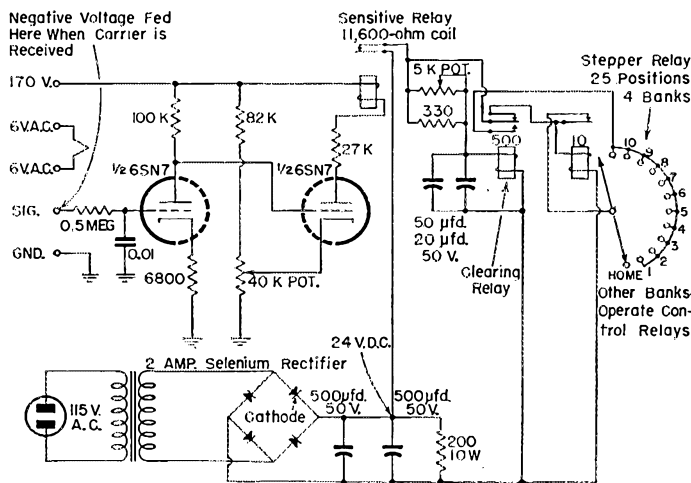 Negative Voltage Fed
Here When Carrier is
Received
Sensitive Relay
11,600-ohm coil
5 K POT.
330
Stepper Relay
25 Positions
4 Banks
170 V.
6V.A.C.
6V.A.C.
SIG.
GND.
100 K
82K
27 K
1/2 6SN7
1/2 6SN7
0.5 MEG
0.01
6800
40 K POT.
500
10
50 µfd.
20 µfd.
50 V.
Clearing
Relay
10
9
8
7
6
5
4
3
2
1
HOME
Other Banks
Operate Con-
trol Relays
24 V.D.C.
2 AMP. Selenium Rectifier
115 V.
A.C.
Cathode
500µfd.
50V.
500µfd.
50V.
200
10W